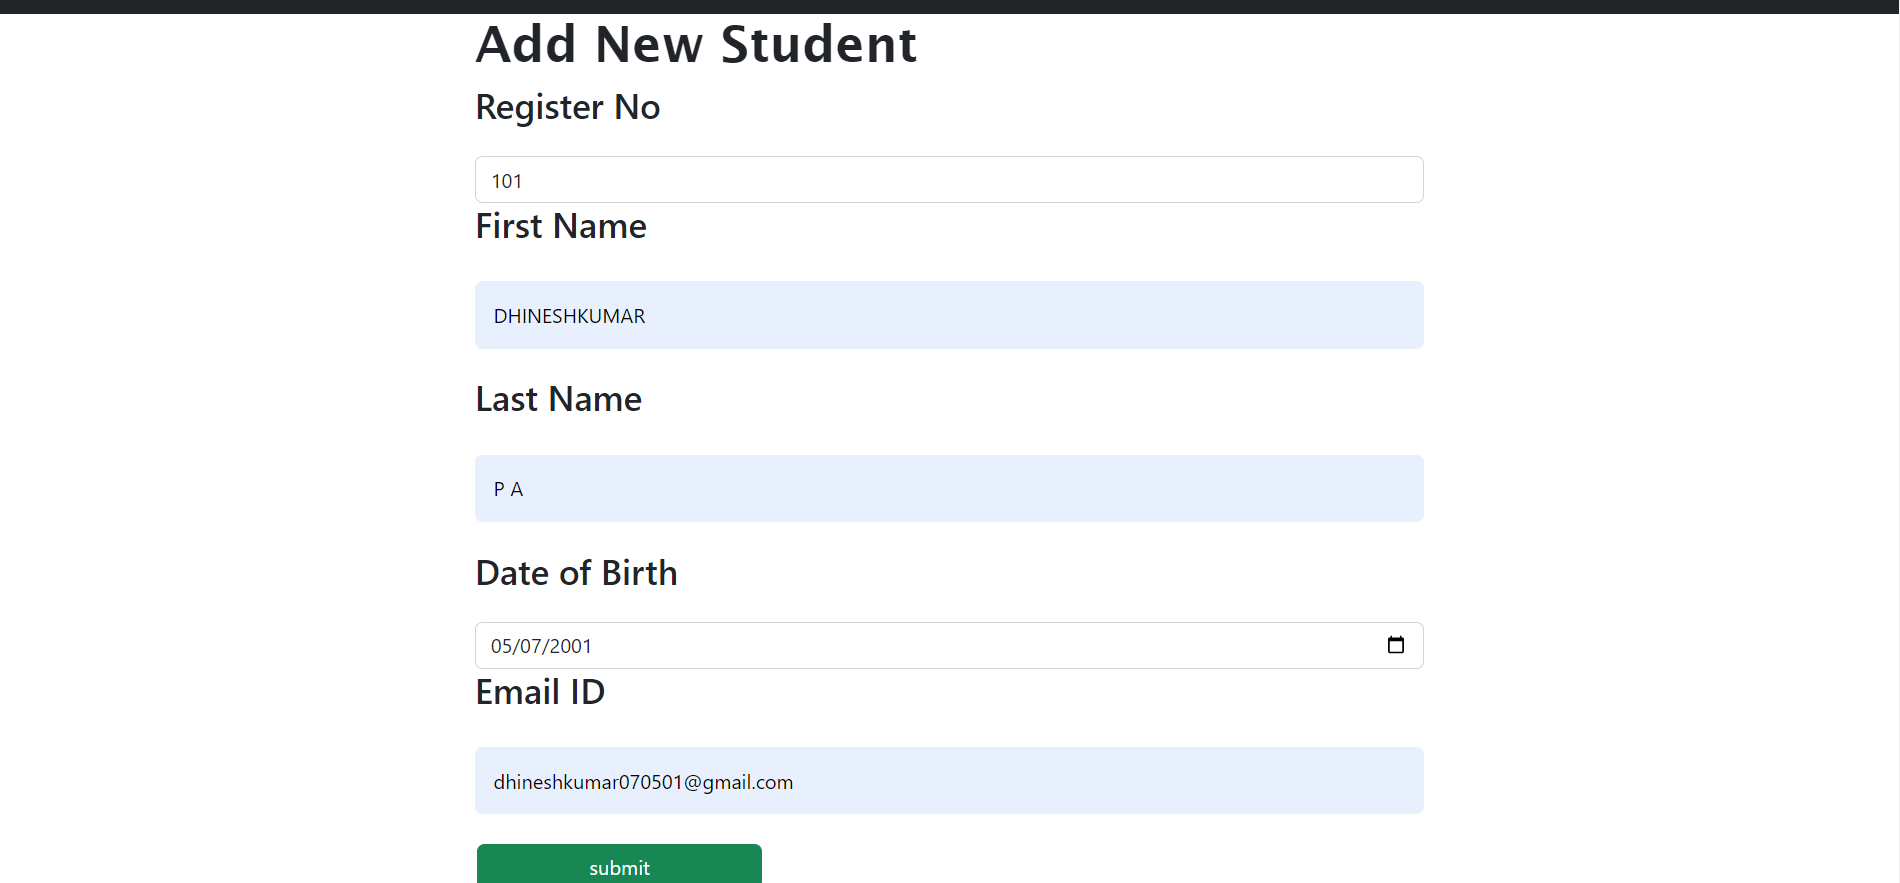 Add New Student
Register No
101
First Name
DHINESHKUMAR
Last Name
P A
Date of Birth
05/07/2001
Email ID
dhineshkumar070501@gmail.com
submit